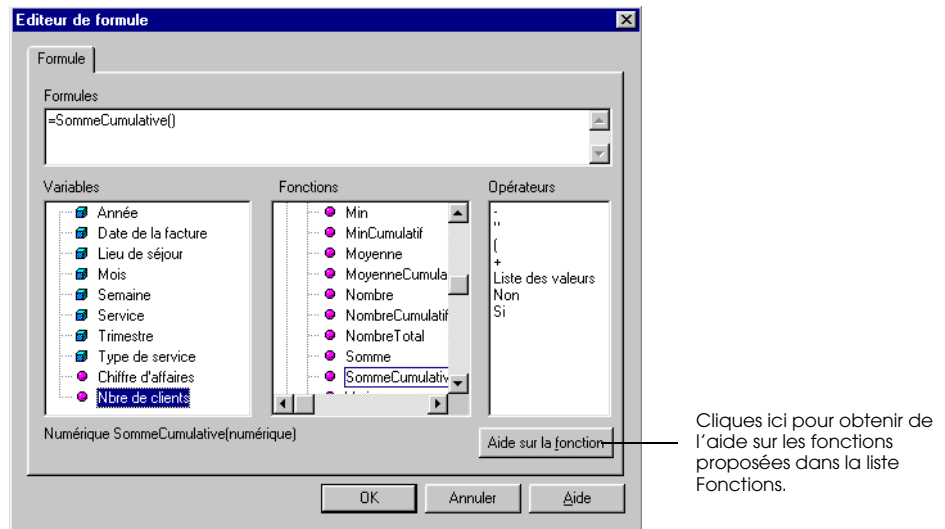 Editeur de formule
Formule
Formules
=SommeCumulative()
Variables
Année
Date de la facture
Lieu de séjour
Mois
Semaine
Service
Trimestre
Type de service
Chiffre d'affaires
Nbre de clients
Fonctions
Min
MinCumulatif
Moyenne
MoyenneCumula
Nombre
NombreCumulatif
NombreTotal
Somme
SommeCumulativ
Opérateurs
-
''
(
+
Liste des valeurs
Non
Si
Numérique SommeCumulative(numérique)
Aide sur la fonction
OK
Annuler
Aide
Cliques ici pour obtenir de
l'aide sur les fonctions
proposées dans la liste
Fonctions.